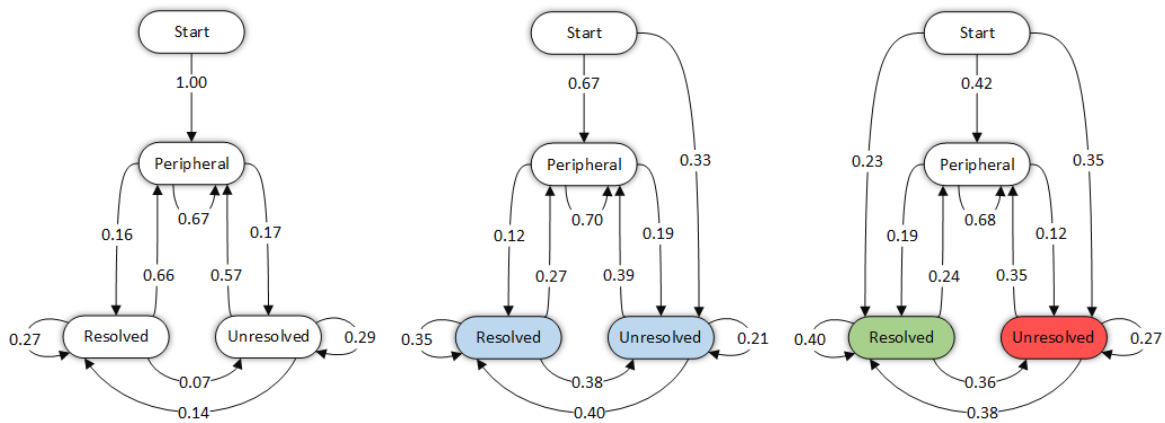 Start
1.00
Peripheral
0.67
0.16
0.17
0.66
0.57
Resolved
Unresolved
0.27
0.29
0.07
0.14
Start
0.67
0.33
Peripheral
0.70
0.12
0.19
0.27
0.39
Resolved
Unresolved
0.35
0.21
0.38
0.40
Start
0.42
0.23
0.35
Peripheral
0.68
0.19
0.12
0.24
0.35
Resolved
Unresolved
0.40
0.27
0.36
0.38